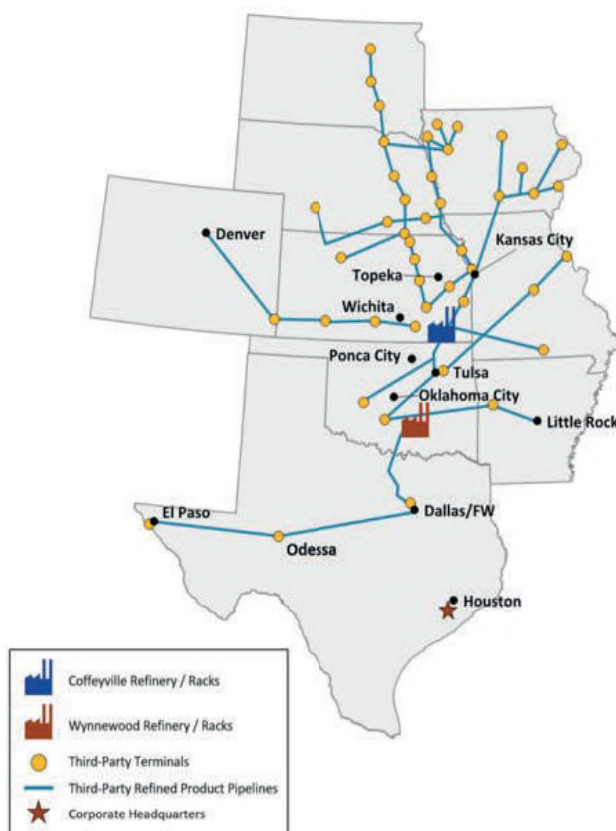 Denver
Kansas City
Topeka
Wichita
Ponca City
Tulsa
Oklahoma City
Little Rock
El Paso
Dallas/FW
Odessa
Houston
Coffeyville Refinery / Racks
Wynnewood Refinery / Racks
Third-Party Terminals
Third-Party Refined Product Pipelines
Corporate Headquarters